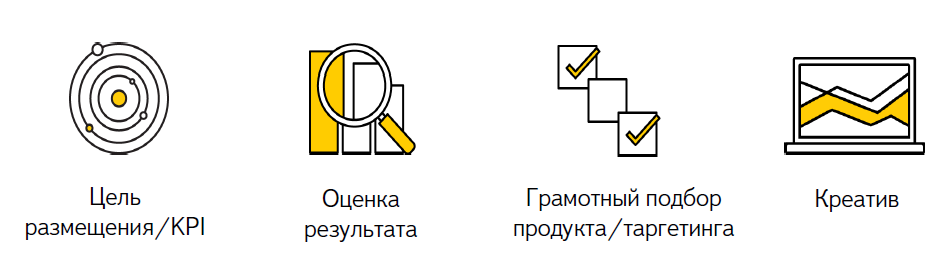 Цель
размещения/KPI
Оценка
результата
Грамотный подбор
продукта/таргетинга
Креатив